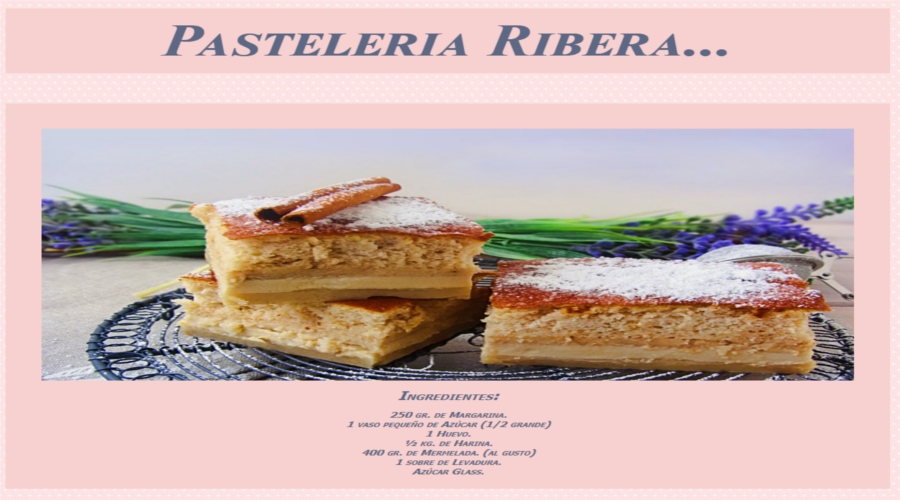 Pasteleria Ribera...
Ingredientes:
250 gr. de Margarina.
1 vaso pequeño de Azúcar (1/2 grande)
1 Huevo.
½ kg. de Harina.
400 gr. de Mermelada. (al gusto)
1 sobre de Levadura.
Azúcar Glass.